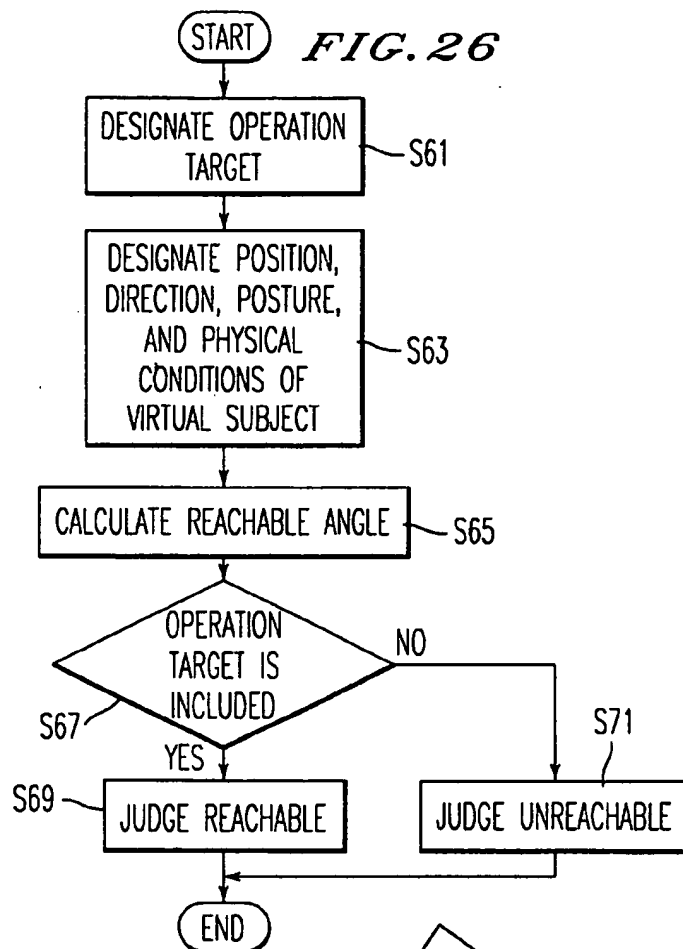 START
FIG. 26
DESIGNATE OPERATION
TARGET
S61
DESIGNATE POSITION,
DIRECTION, POSTURE,
AND PHYSICAL
CONDITIONS OF
VIRTUAL SUBJECT
S63
CALCULATE REACHABLE ANGLE
S65
OPERATION
TARGET IS
INCLUDED
NO
S67
YES
S71
S69
JUDGE REACHABLE
JUDGE UNREACHABLE
END